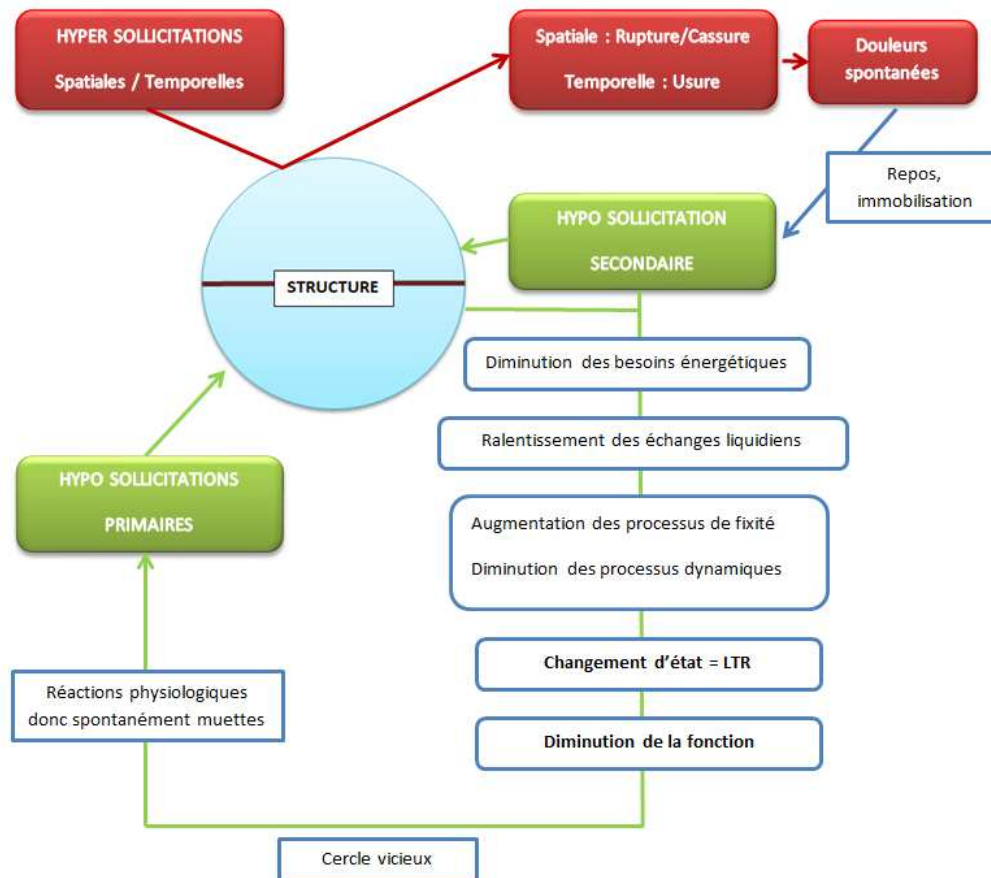 HYPER SOLLICITATIONS
Spatiales / Temporelles
Spatiale : Rupture/Cassure
Temporelle : Usure
Douleurs
spontanées
Repos,
immobilisation
HYPO SOLLICITATION
SECONDAIRE
STRUCTURE
Diminution des besoins énergétiques
Ralentissement des échanges liquidiens
HYPO SOLLICITATIONS
PRIMAIRES
Augmentation des processus de fixité
Diminution des processus dynamiques
Changement d'état = LTR
Réactions physiologiques
donc spontanément muettes
Diminution de la fonction
Cercle vicieux